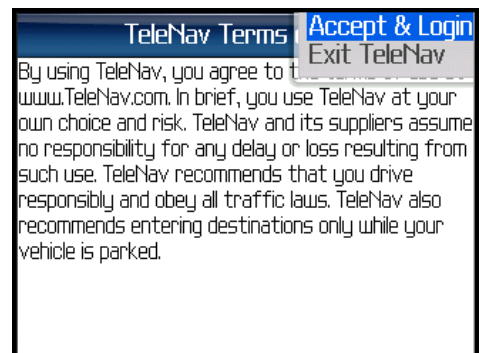 TeleNav Terms
Accept & Login
Exit TeleNav
By using TeleNav, you agree to
www.TeleNav.com. In brief, you use TeleNav at your
own choice and risk. TeleNav and its suppliers assume
no responsibility for any delay or loss resulting from
such use. TeleNav recommends that you drive
responsibly and obey all traffic laws. TeleNav also
recommends entering destinations only while your
vehicle is parked.